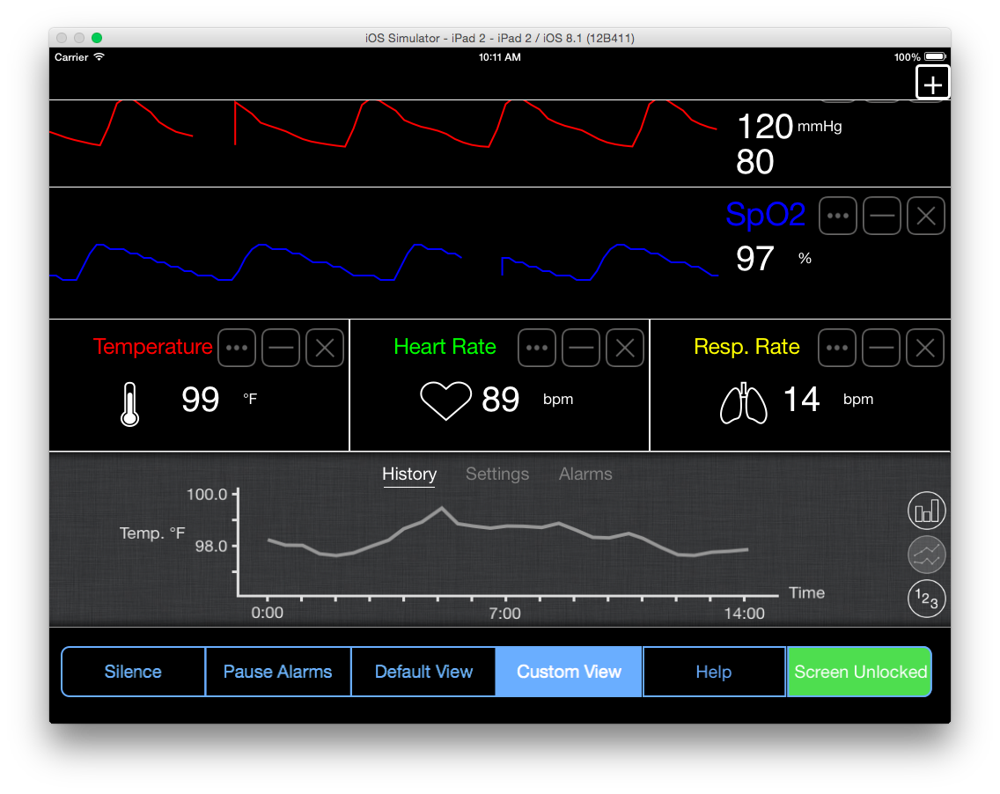 iOS Simulator - iPad 2 - iPad 2 / iOS 8.1 (12B411)
Carrier 10:11 AM 100%
+
120 mmHg
80
SpO2
97 %
Temperature Heart Rate Resp. Rate
99 °F 89 bpm 14 bpm
History Settings Alarms
100.0
Temp. °F
98.0
Time
0:00 7:00 14:00
123
Silence Pause Alarms Default View Custom View Help Screen Unlocked